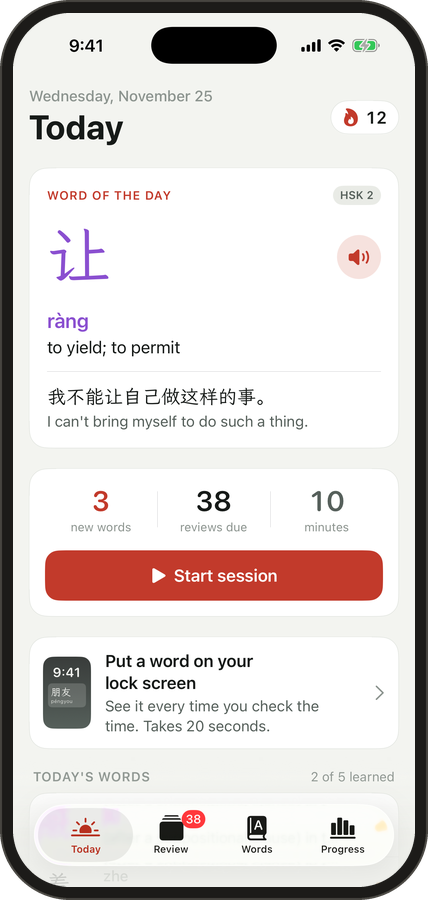 9:41
Wednesday, November 25
Today
12
WORD OF THE DAY
HSK 2
让
ràng
to yield; to permit
我不能让自己做这样的事。
I can't bring myself to do such a thing.
3
38
10
new words
reviews due
minutes
Start session
9:41
朋友
péngyou
Put a word on your
lock screen
See it every time you check the
time. Takes 20 seconds.
TODAY'S WORDS
2 of 5 learned
38
Today
Review
Words
Progress
zhe